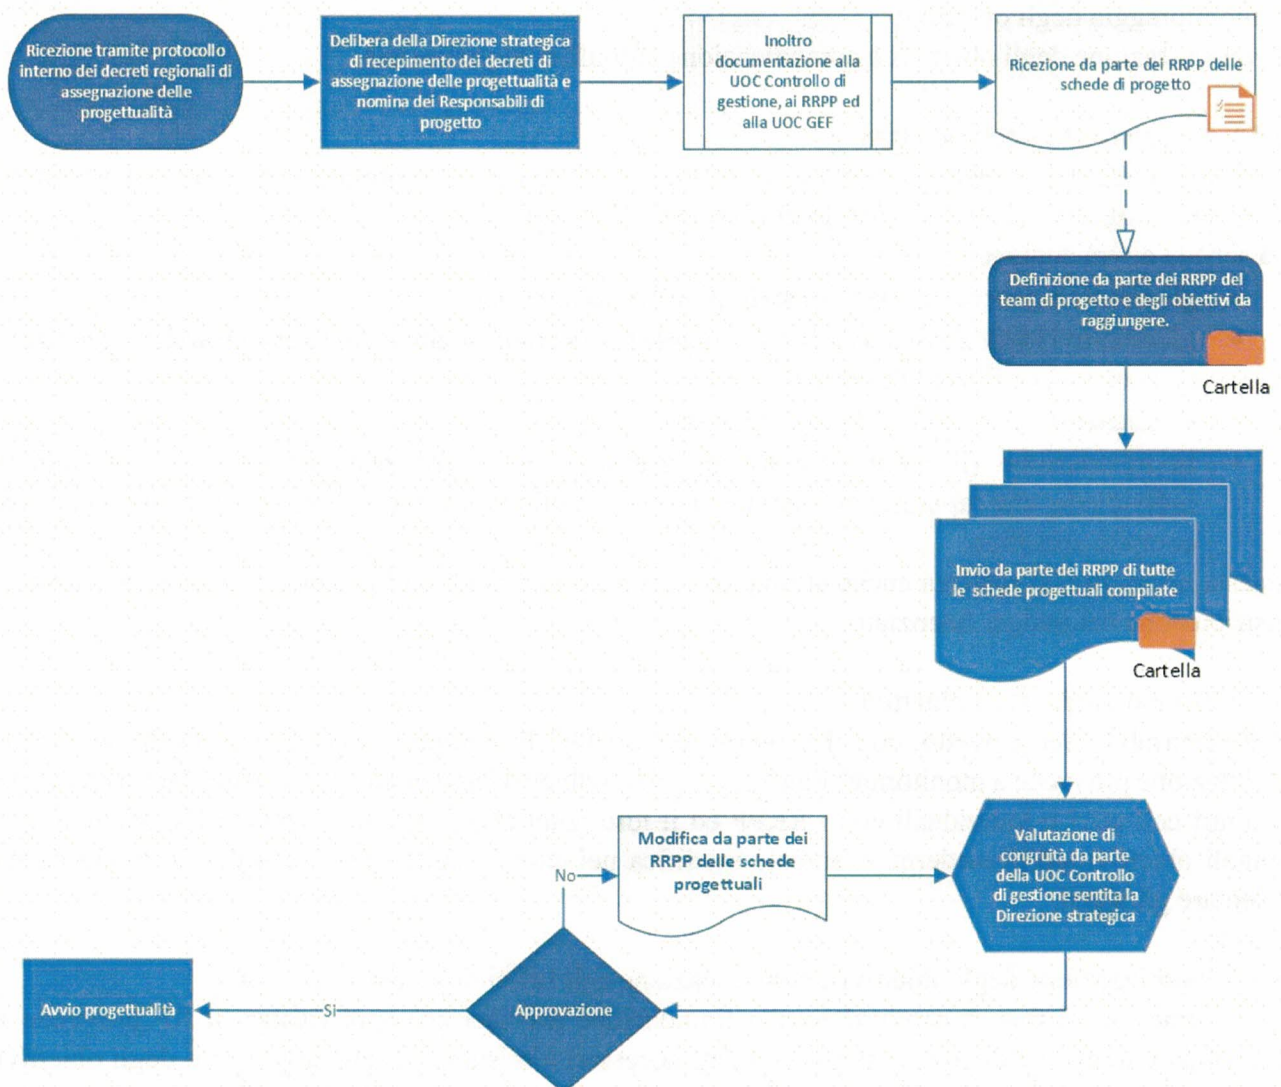 Ricezione tramite protocollo
interno dei decreti regionali di
assegnazione delle
progettualità
Delibera della Direzione strategica
di recepimento dei decreti di
assegnazione delle progettualità e
nomina dei Responsabili di
progetto
Inoltro
documentazione alla
UOC Controllo di
gestione, ai RRPP ed
alla UOC GEF
Ricezione da parte dei RRPP delle
schede di progetto
Definizione da parte dei RRPP del
team di progetto e degli obiettivi da
raggiungere.
Cartella
Invio da parte dei RRPP di tutte
le schede progettuali compilate
Cartella
Valutazione di
congruità da parte
della UOC Controllo
di gestione sentita la
Direzione strategica
Modifica da parte dei
RRPP delle schede
progettuali
No
Approvazione
Si
Avvio progettualità